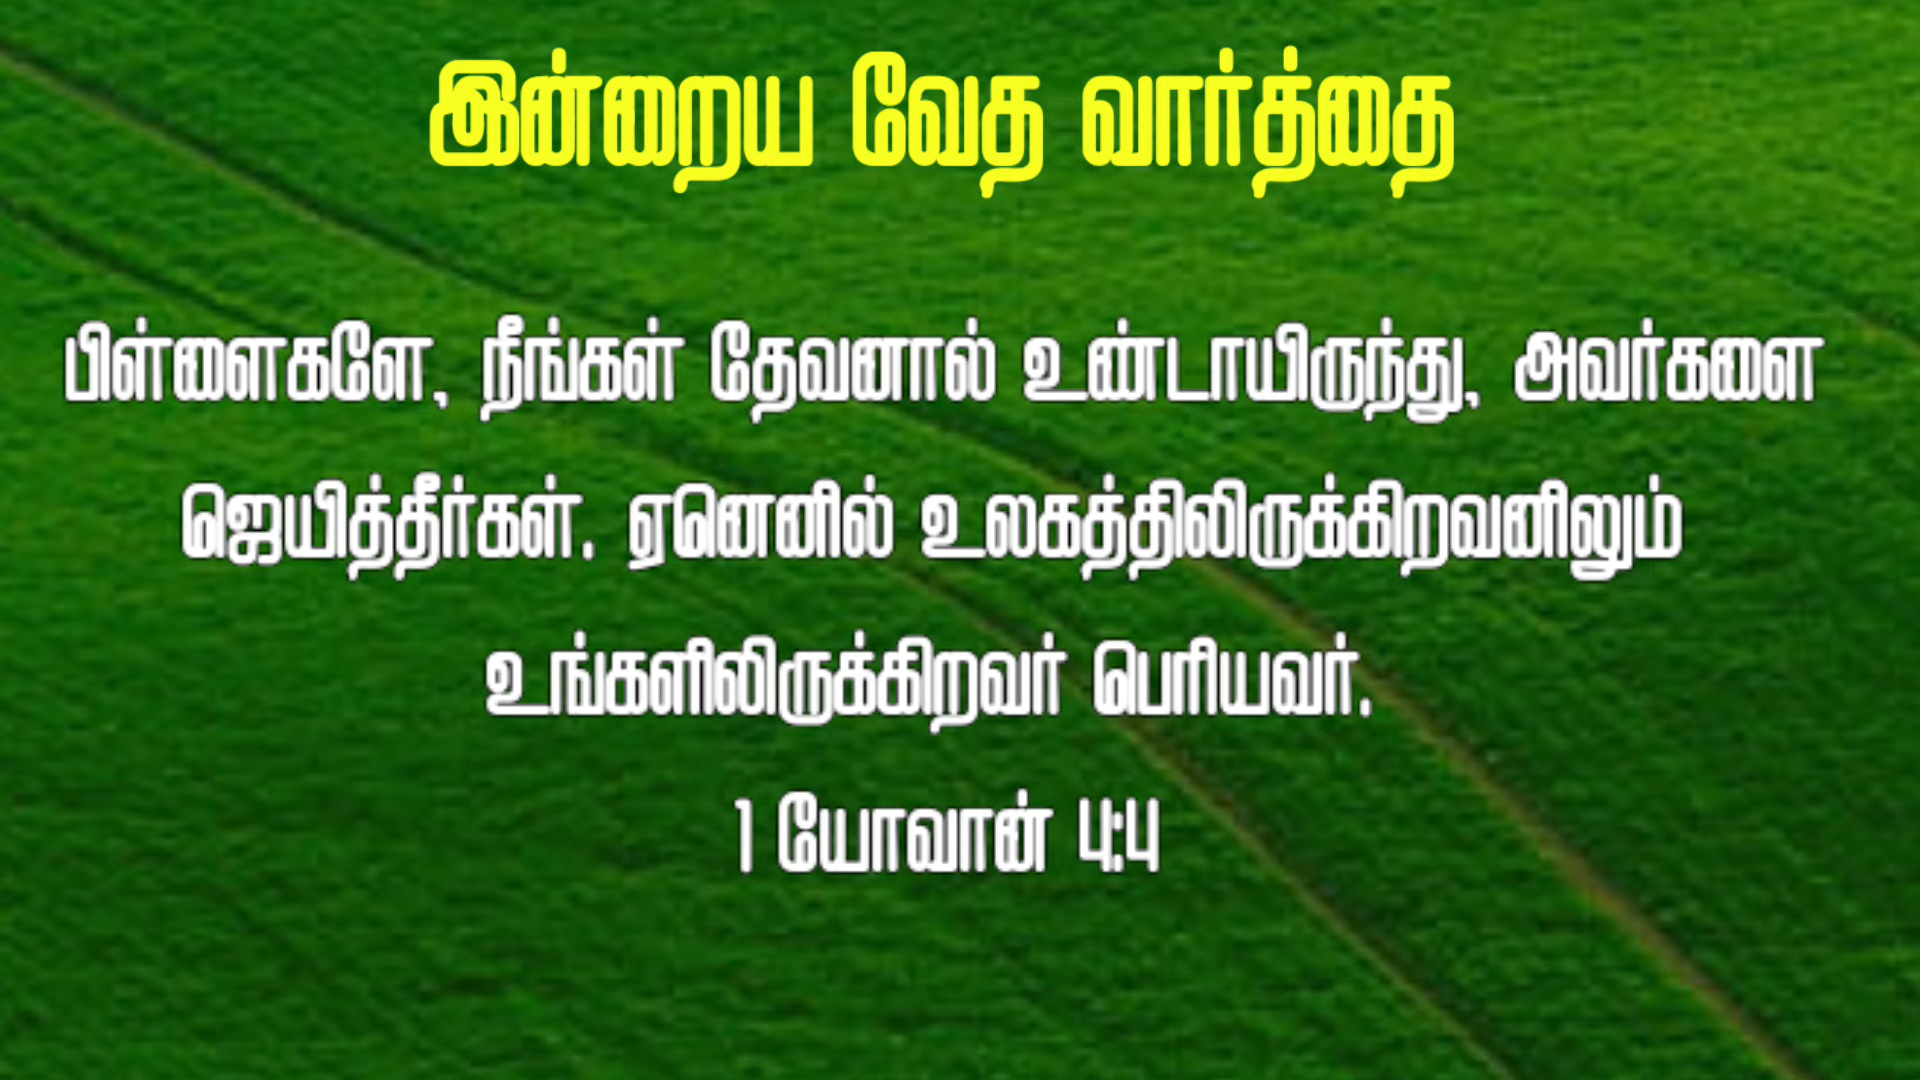 இன்றைய வேத வார்த்தை
பிள்ளைகளே, நீங்கள் தேவனால் உண்டாயிருந்து, அவர்களை
ஜெயித்தீர்கள். ஏனெனில் உலகத்திலிருக்கிறவனிலும்
உங்களிலிருக்கிறவர் பெரியவர்.
1 யோவான் 4:4